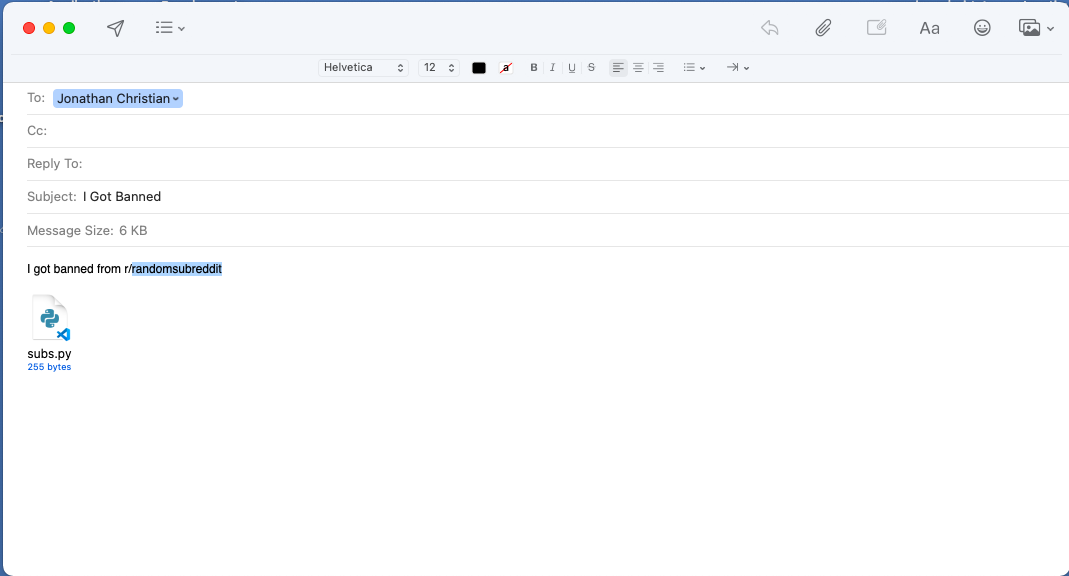 Aa
Helvetica 12 a B I U S
To: Jonathan Christian
Cc:
Reply To:
Subject: I Got Banned
Message Size: 6 KB
I got banned from r/randomsubreddit
subs.py
255 bytes